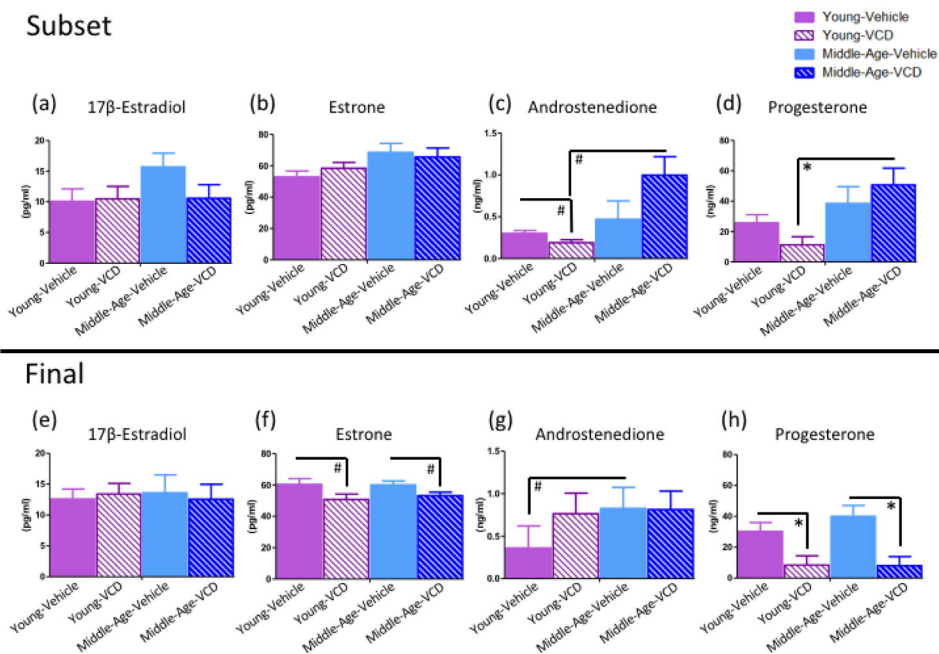 Subset
Young-Vehicle
Young-VCD
Middle-Age-Vehicle
Middle-Age-VCD
(a) 17β-Estradiol
(pg/ml)
20
15
10
5
0
Young-Vehicle
Young-VCD
Middle-Age-Vehicle
Middle-Age-VCD
(b) Estrone
(pg/ml)
80
60
40
20
0
Young-Vehicle
Young-VCD
Middle-Age-Vehicle
Middle-Age-VCD
(c) Androstenedione
(ng/ml)
1.5
1.0
0.5
0.0
#
#
Young-Vehicle
Young-VCD
Middle-Age-Vehicle
Middle-Age-VCD
(d) Progesterone
(ng/ml)
80
60
40
20
0
*
Young-Vehicle
Young-VCD
Middle-Age-Vehicle
Middle-Age-VCD
Final
(e) 17β-Estradiol
(pg/ml)
20
15
10
5
0
Young-Vehicle
Young-VCD
Middle-Age-Vehicle
Middle-Age-VCD
(f) Estrone
(pg/ml)
80
60
40
20
0
#
#
Young-Vehicle
Young-VCD
Middle-Age-Vehicle
Middle-Age-VCD
(g) Androstenedione
(ng/ml)
1.5
1.0
0.5
0.0
#
Young-Vehicle
Young-VCD
Middle-Age-Vehicle
Middle-Age-VCD
(h) Progesterone
(ng/ml)
80
60
40
20
0
*
*
Young-Vehicle
Young-VCD
Middle-Age-Vehicle
Middle-Age-VCD